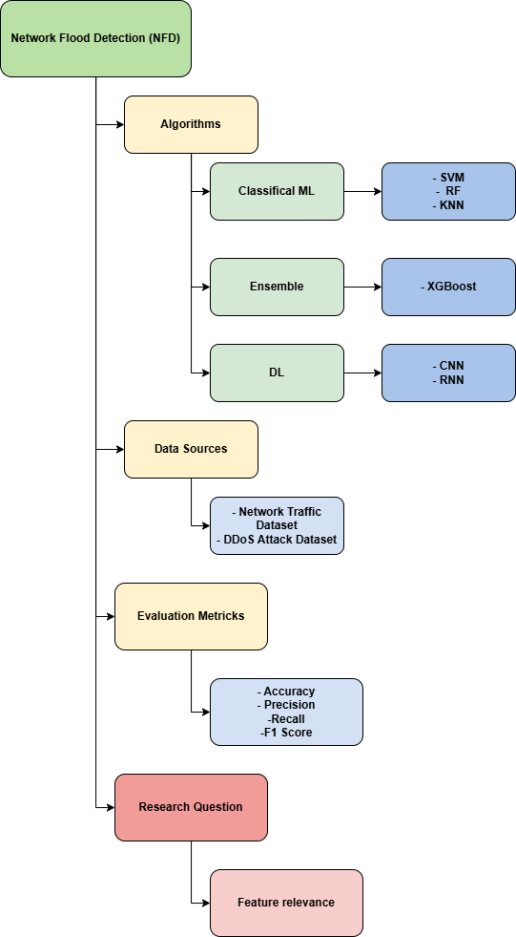 Network Flood Detection (NFD)
Algorithms
Classifical ML
- SVM
- RF
- KNN
Ensemble
- XGBoost
DL
- CNN
- RNN
Data Sources
- Network Traffic
Dataset
- DDoS Attack Dataset
Evaluation Metricks
- Accuracy
- Precision
-Recall
-F1 Score
Research Question
Feature relevance